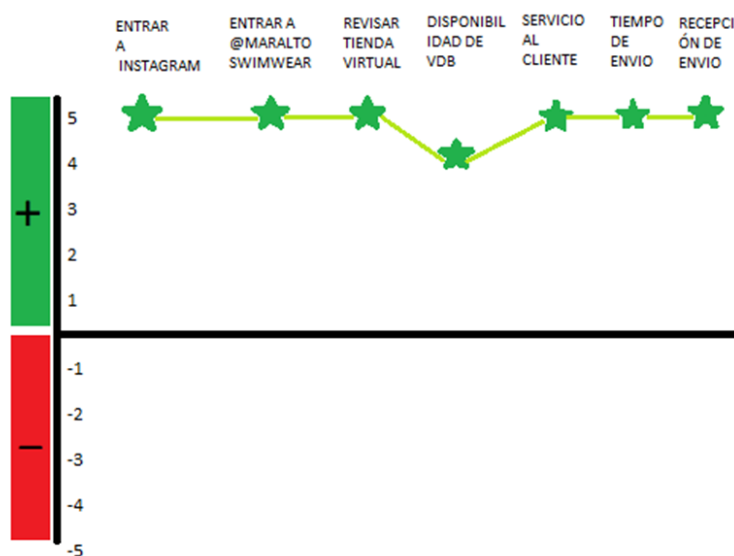 ENTRAR
A
INSTAGRAM
ENTRAR A
@MARALTO
SWIMWEAR
REVISAR
TIENDA
VIRTUAL
DISPONIBIL
IDAD DE
VDB
SERVICIO
AL
CLIENTE
TIEMPO
DE
ENVIO
RECEPCI
ÓN DE
ENVIO
5
4
3
2
1
+
-1
-2
-3
-4
-5
−